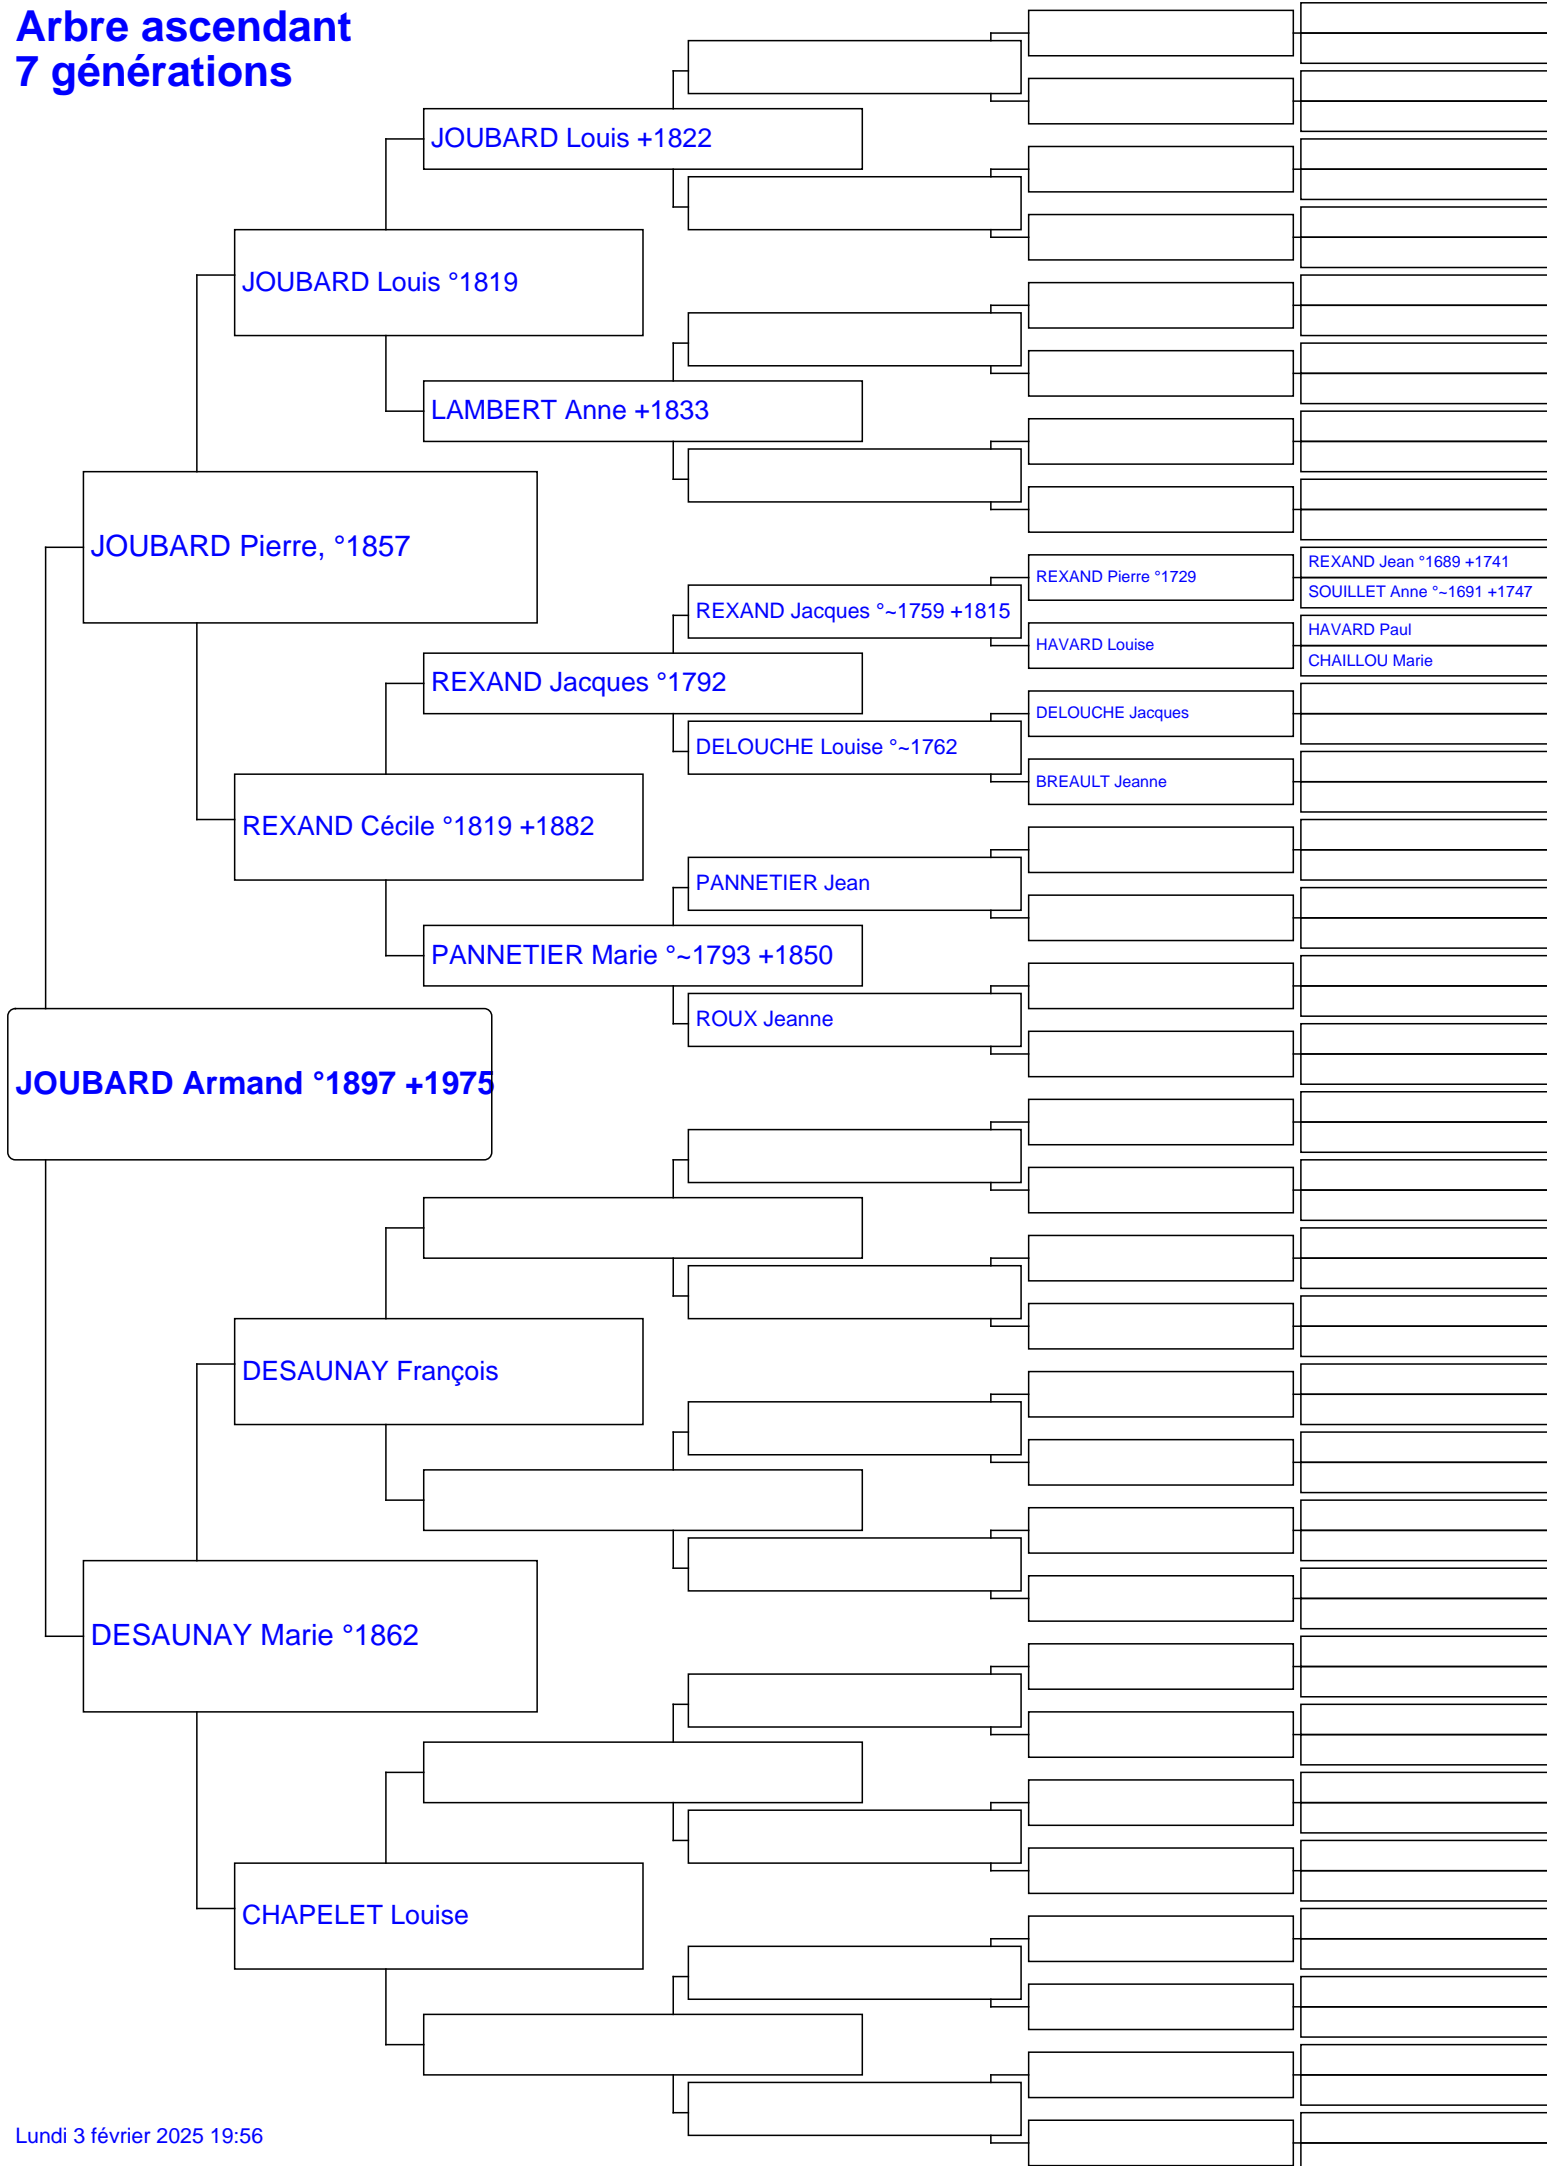 Arbre ascendant
7 générations
JOUBARD Louis +1822
JOUBARD Louis °1819
LAMBERT Anne +1833
JOUBARD Pierre, °1857
REXAND Jean °1689 +1741
REXAND Pierre °1729
SOUILLET Anne °~1691 +1747
REXAND Jacques °~1759 +1815
HAVARD Paul
HAVARD Louise
CHAILLOU Marie
REXAND Jacques °1792
DELOUCHE Jacques
DELOUCHE Louise °~1762
BREAULT Jeanne
REXAND Cécile °1819 +1882
PANNETIER Jean
PANNETIER Marie °~1793 +1850
ROUX Jeanne
JOUBARD Armand °1897 +1975
DESAUNAY François
DESAUNAY Marie °1862
CHAPELET Louise
Lundi 3 février 2025 19:56